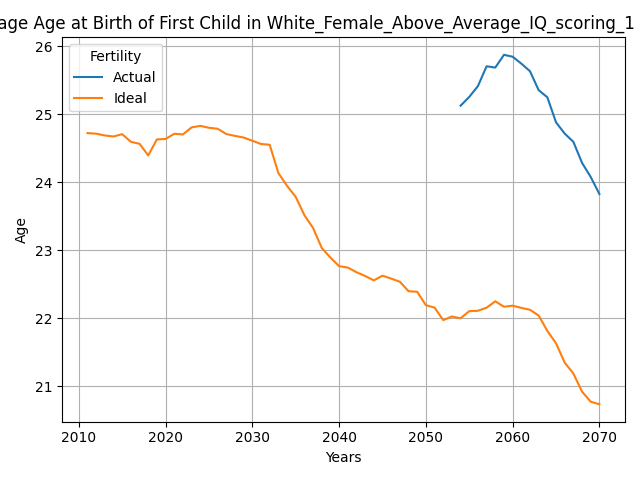 age Age at Birth of First Child in White_Female_Above_Average_IQ_scoring_1
Fertility
Actual
Ideal
26
25
24
23
22
21
Age
2010 2020 2030 2040 2050 2060 2070
Years